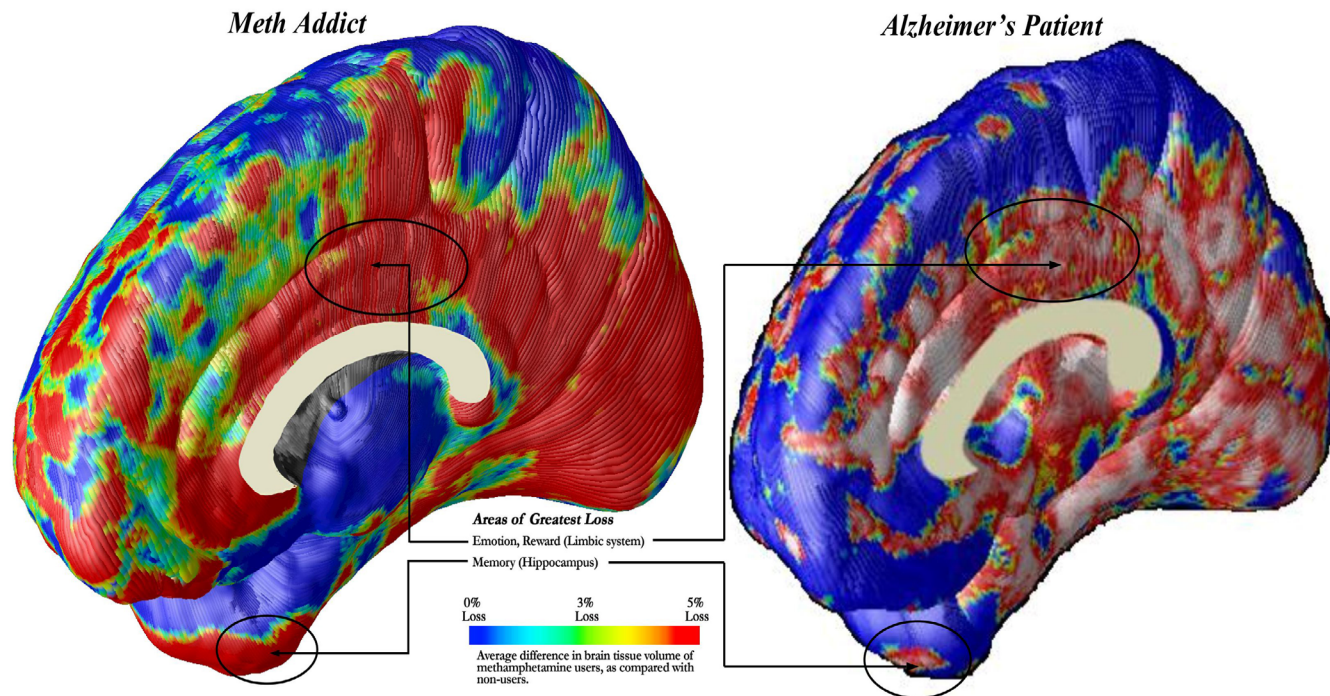 Meth Addict
Alzheimer's Patient
Areas of Greatest Loss
Emotion, Reward (Limbic system)
Memory (Hippocampus)
0% 3% 5%
Loss Loss Loss
Average difference in brain tissue volume of
methamphetamine users, as compared with
non-users.